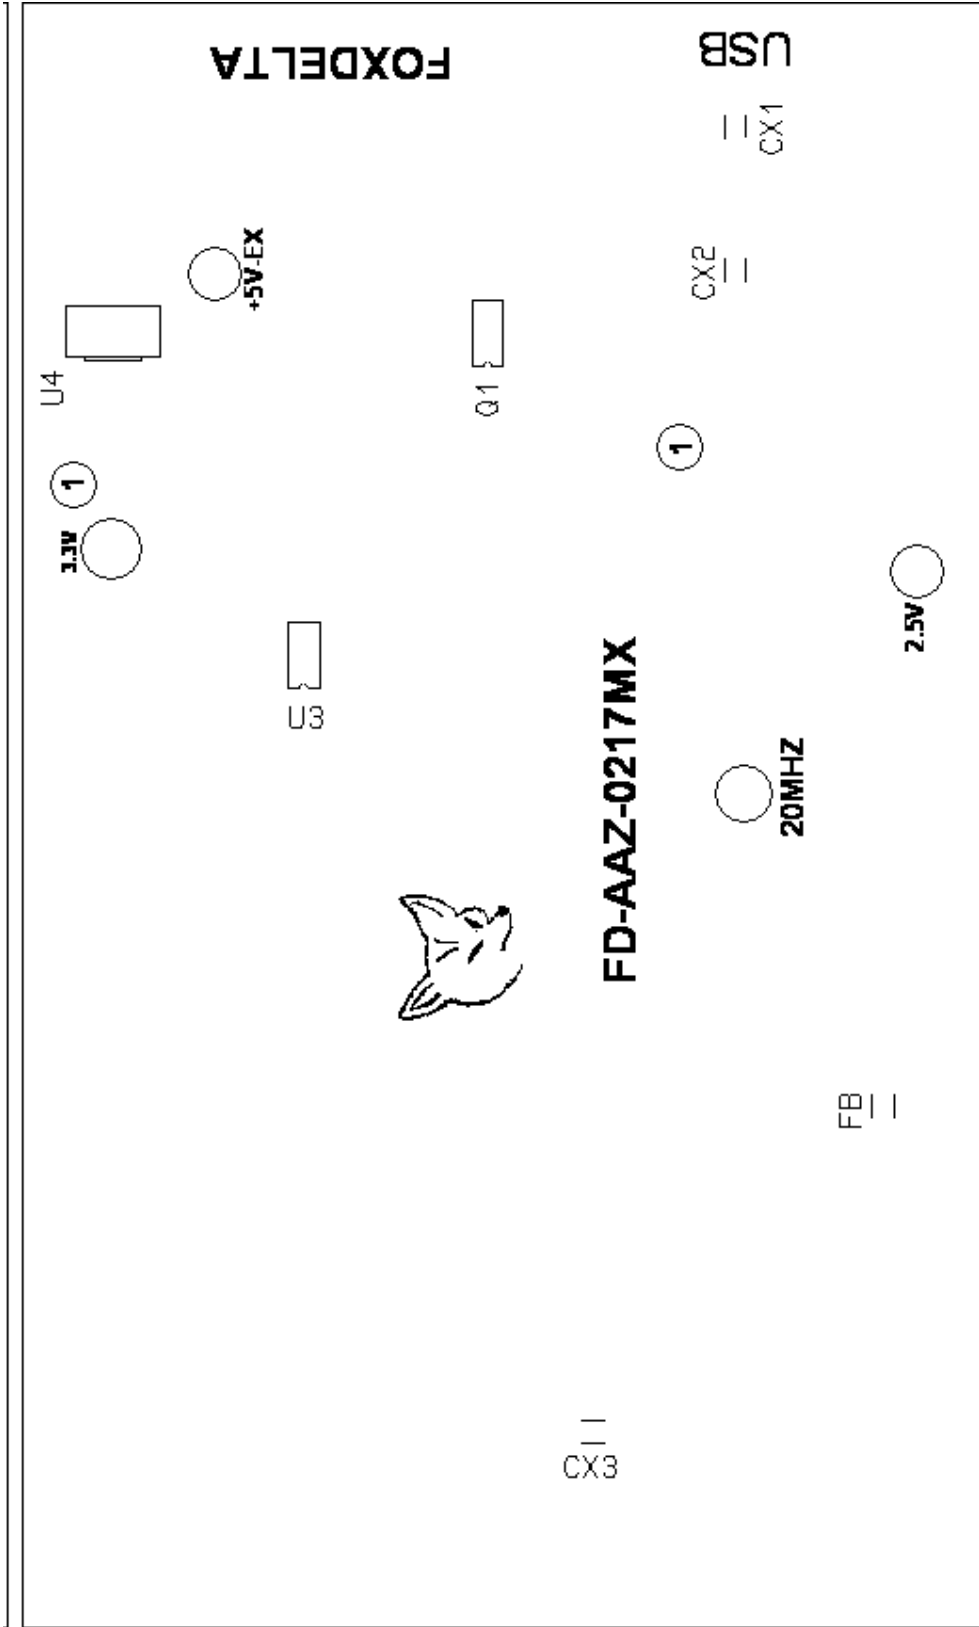 FOXDELTA
USB
CX1
+5V-EX
CX2
U4
Q1
1
1
3.3V
2.5V
U3
FD-AAZ-0217MX
20MHZ
FB
CX3